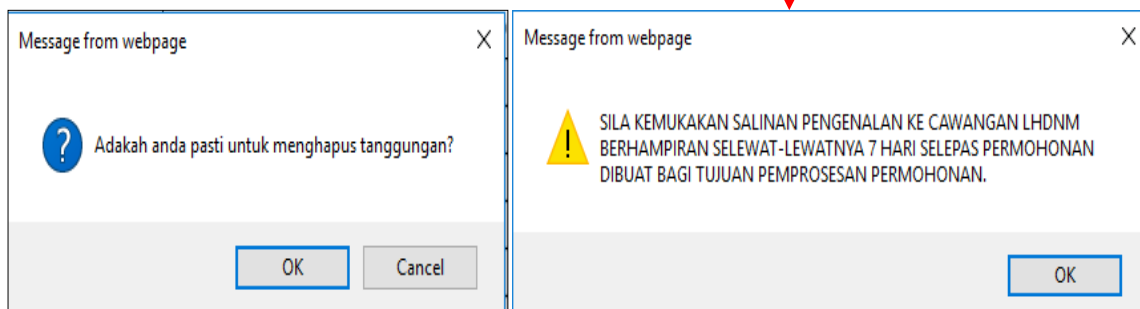 Message from webpage
X
Adakah anda pasti untuk menghapus tanggungan?
OK
Cancel
Message from webpage
X
SILA KEMUKAKAN SALINAN PENGENALAN KE CAWANGAN LHDNM
BERHAMPIRAN SELEWAT-LEWATNYA 7 HARI SELEPAS PERMOHONAN
DIBUAT BAGI TUJUAN PEMPROSESAN PERMOHONAN.
OK